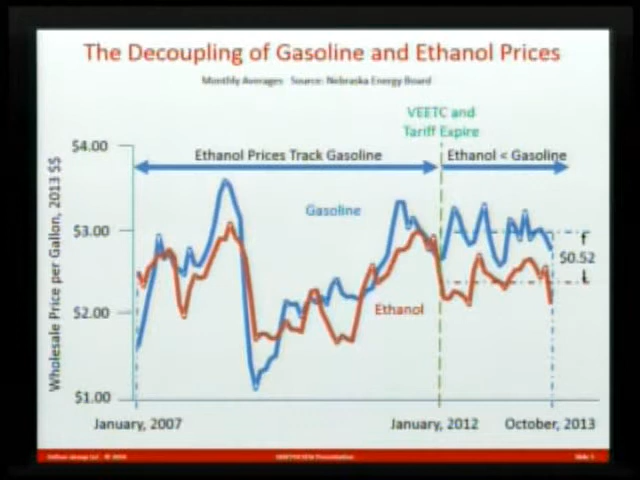 The Decoupling of Gasoline and Ethanol Prices
Monthly Averages Source: Nebraska Energy Board
VEETC and
Tariff Expire
$4.00
Ethanol Prices Track Gasoline
Ethanol < Gasoline
Gasoline
$3.00
$0.52
Wholesale Price per Gallon, 2013 $$
Ethanol
$2.00
$1.00
January, 2007
January, 2012
October, 2013
Presentation
Slide